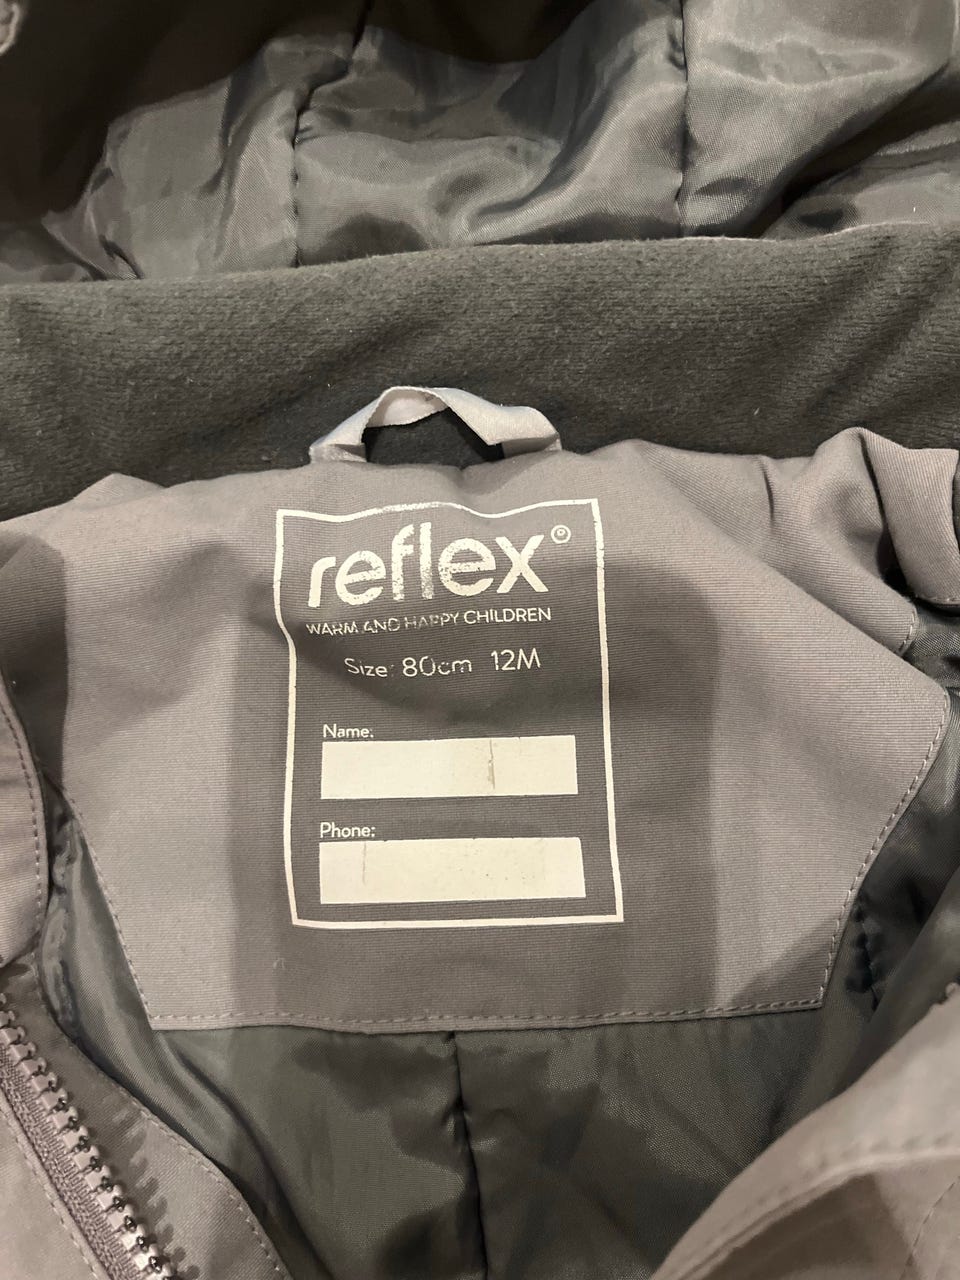 reflex®
WARM AND HAPPY CHILDREN
Size: 80cm 12M
Name:
Phone: